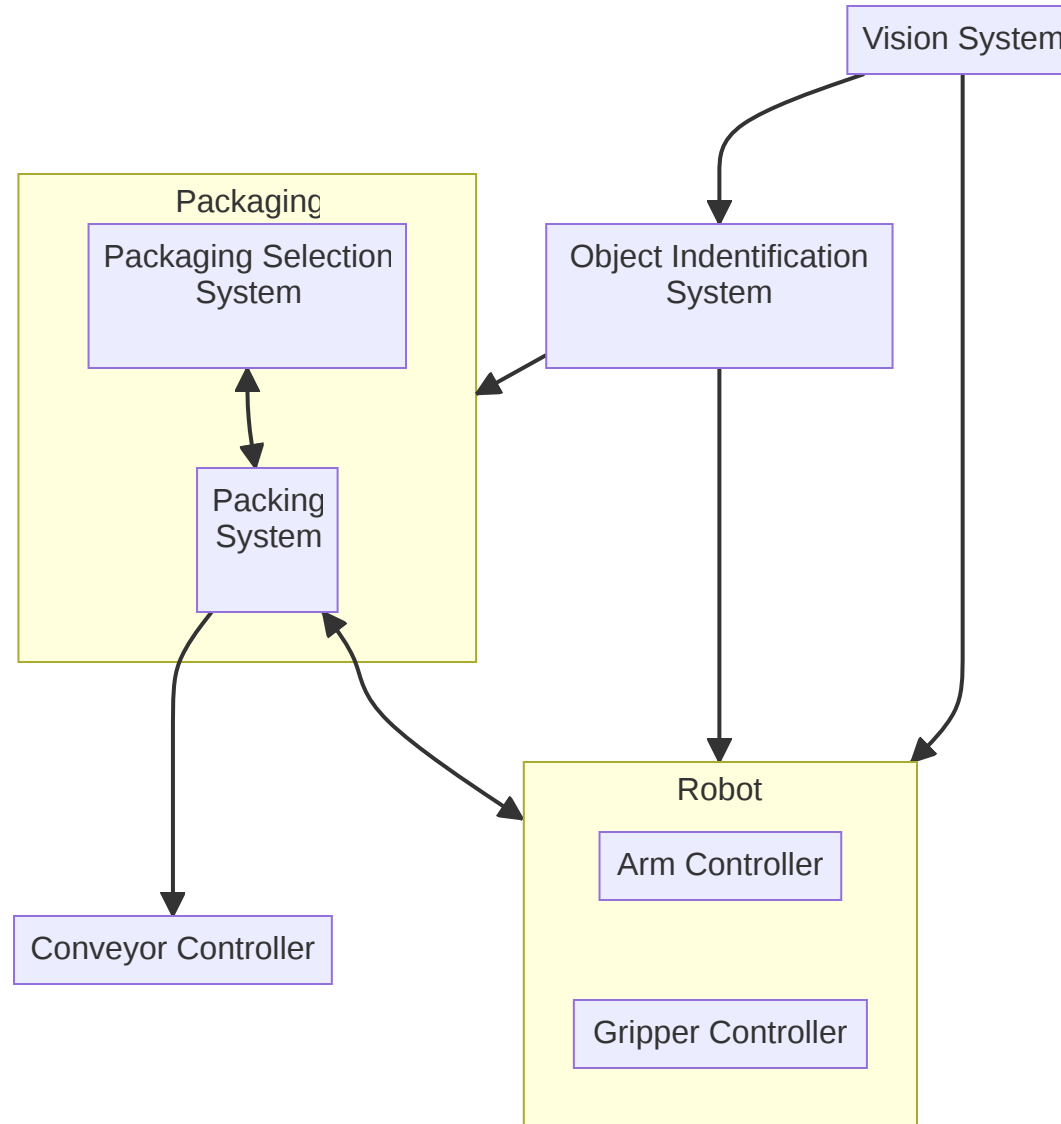 Vision System
Packaging
Packaging Selection
System
Object Indentification
System
Packing
System
Robot
Arm Controller
Conveyor Controller
Gripper Controller